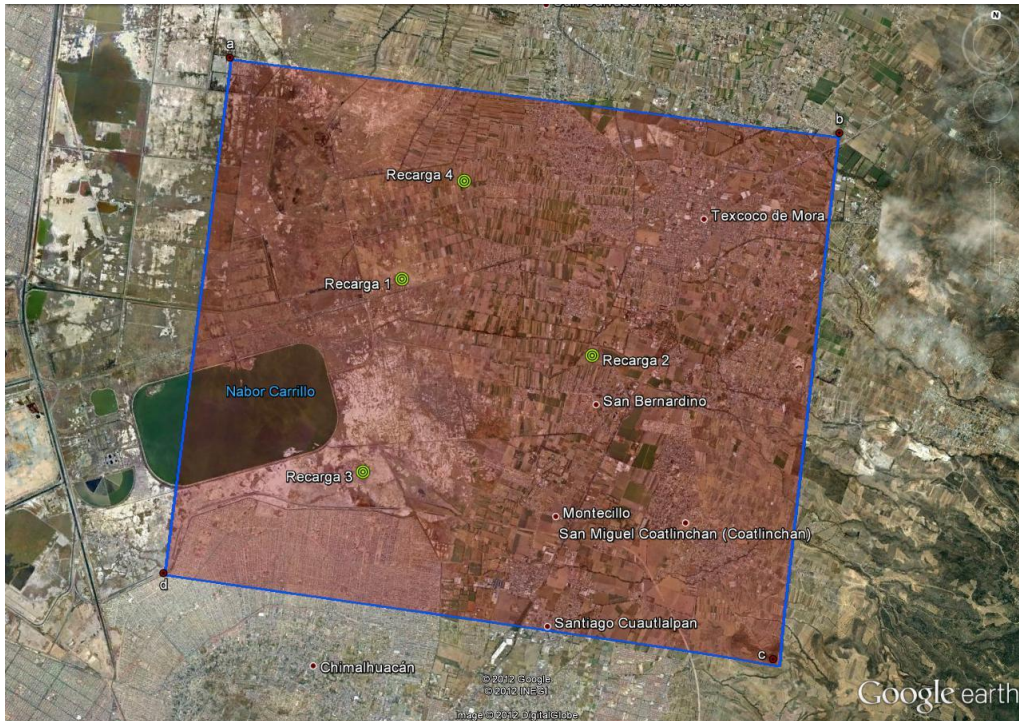 N
a
b
Recarga 4
Texcoco de Mora
Recarga 1
Recarga 2
Nabor Carrillo
San Bernardino
Recarga 3
Montecillo
San Miguel Coatlinchan (Coatlinchan)
d
Santiago Cuautlalpan
c
Chimalhuacán
© 2012 Google
© 2012 INEGI
Image © 2012 DigitalGlobe
Google earth